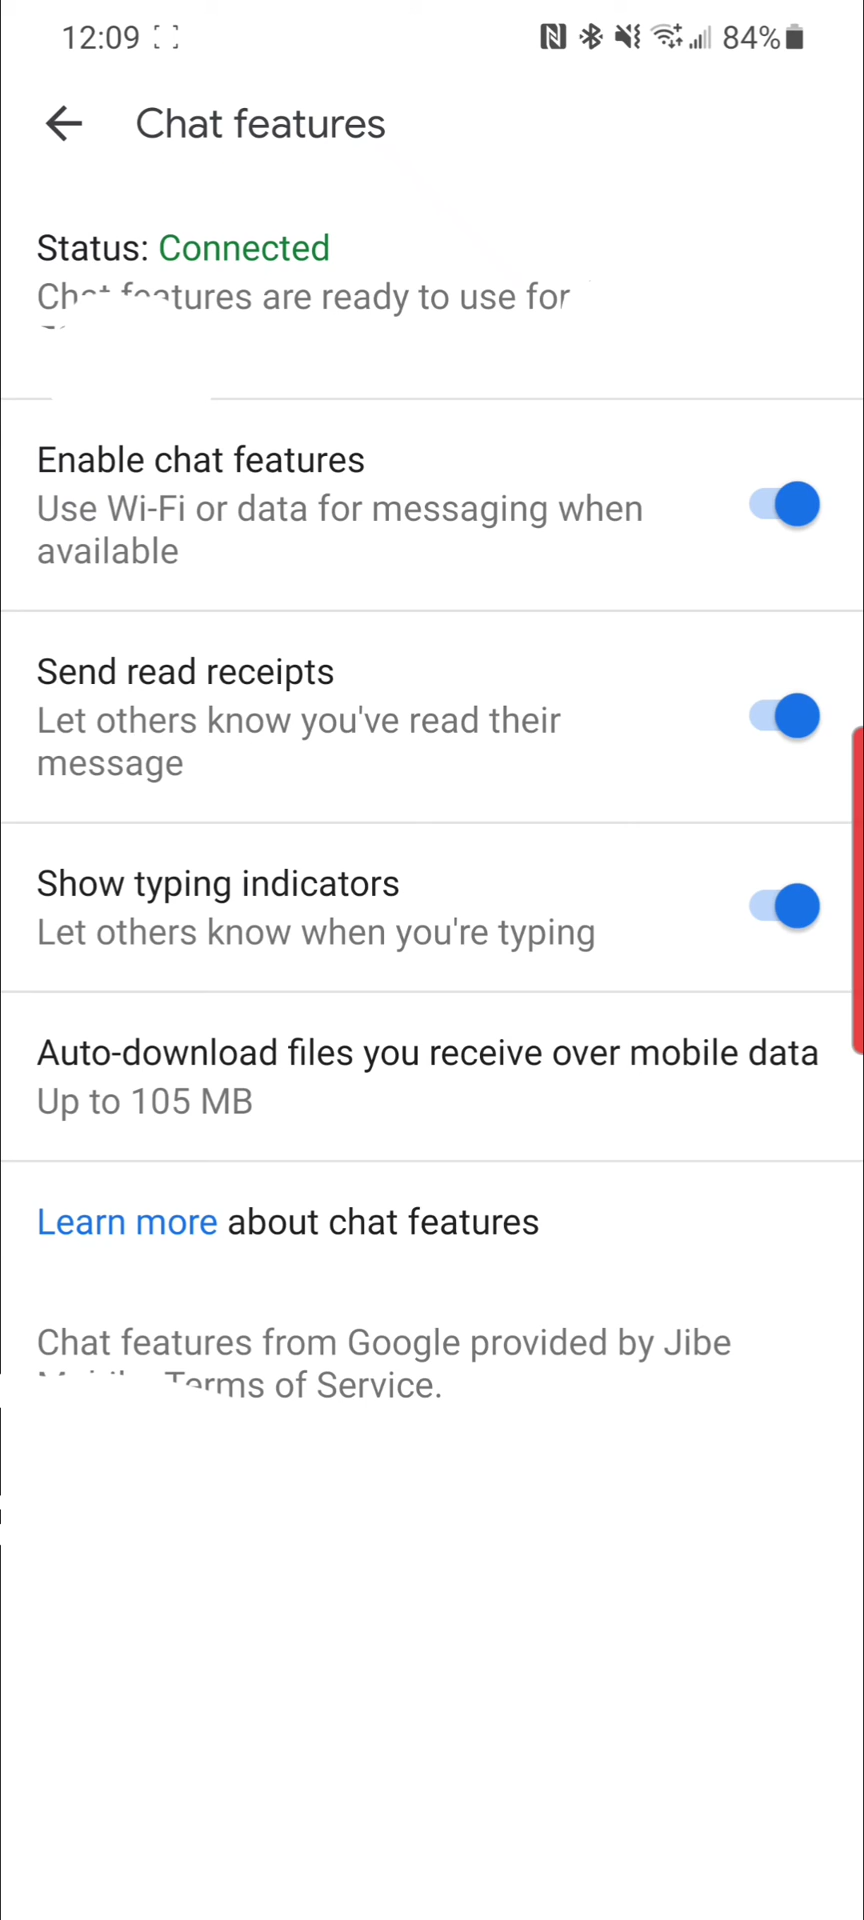 12:09 84%
Chat features
Status: Connected
Chat features are ready to use for
Enable chat features
Use Wi-Fi or data for messaging when
available
Send read receipts
Let others know you've read their
message
Show typing indicators
Let others know when you're typing
Auto-download files you receive over mobile data
Up to 105 MB
Learn more about chat features
Chat features from Google provided by Jibe
Terms of Service.